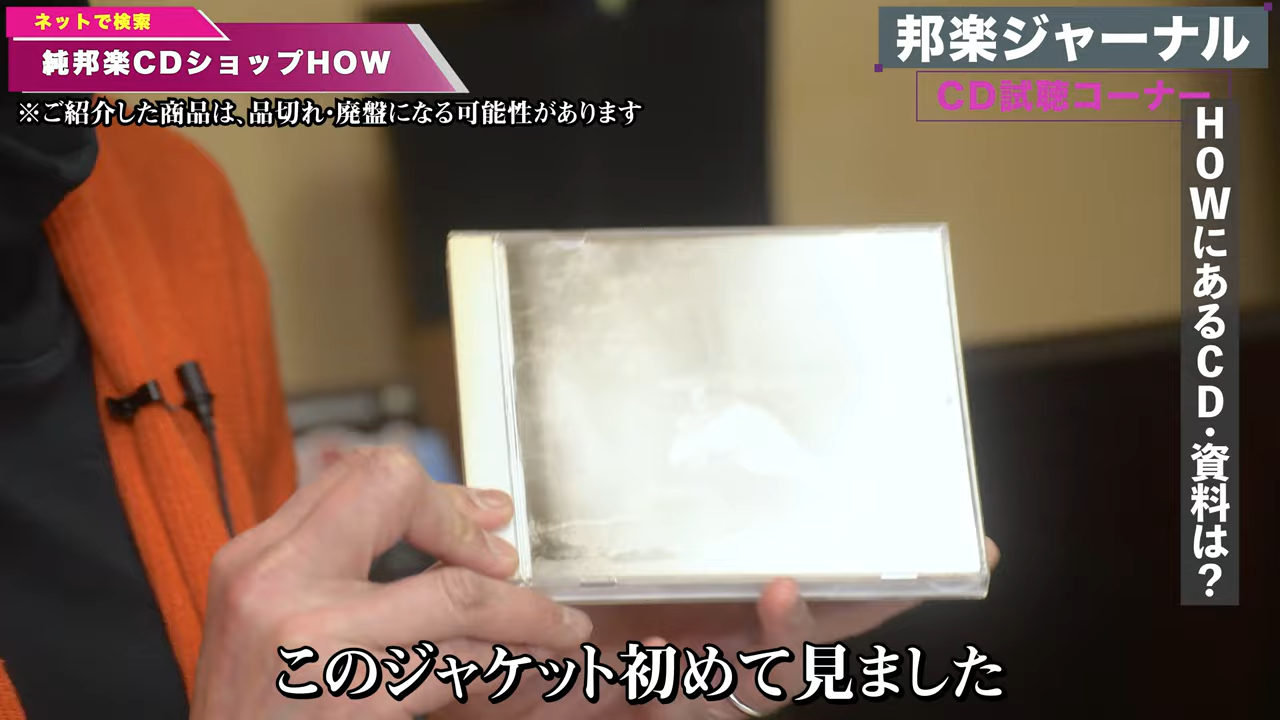 ネットで検索
純邦楽CDショップHOW
※ご紹介した商品は、品切れ・廃盤になる可能性があります
邦楽ジャーナル
CD試聴コーナー
HOWにあるCD・資料は?
このジャケット初めて見ました